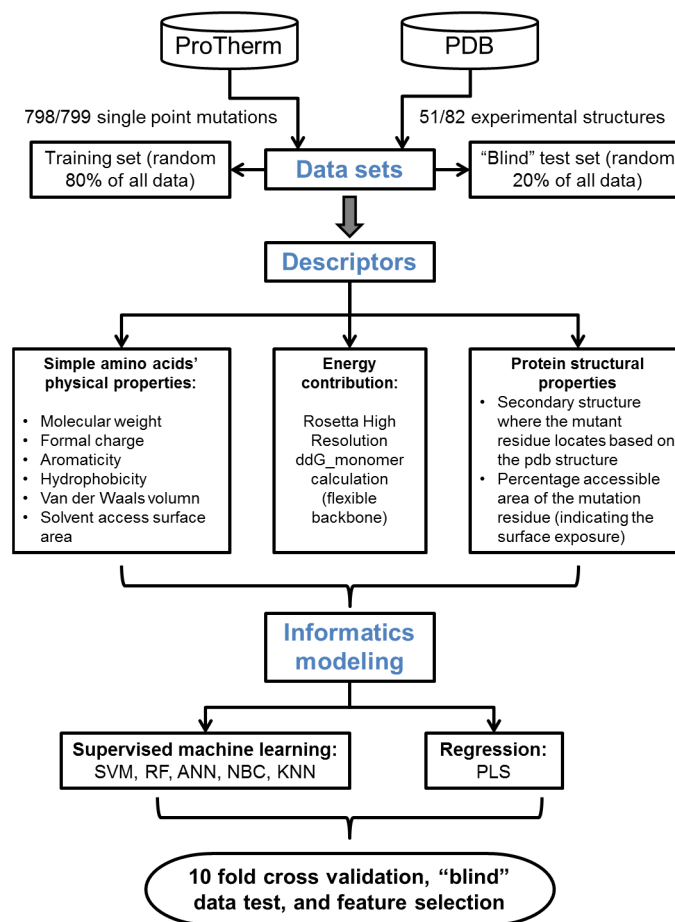 ProTherm
PDB
798/799 single point mutations
51/82 experimental structures
Training set (random
80% of all data)
Data sets
“Blind” test set (random
20% of all data)
Descriptors
Simple amino acids’
physical properties:
• Molecular weight
• Formal charge
• Aromaticity
• Hydrophobicity
• Van der Waals volumn
• Solvent access surface
area
Energy
contribution:
Rosetta High
Resolution
ddG_monomer
calculation
(flexible
backbone)
Protein structural
properties
• Secondary structure
where the mutant
residue locates based on
the pdb structure
• Percentage accessible
area of the mutation
residue (indicating the
surface exposure)
Informatics
modeling
Supervised machine learning:
SVM, RF, ANN, NBC, KNN
Regression:
PLS
10 fold cross validation, “blind”
data test, and feature selection